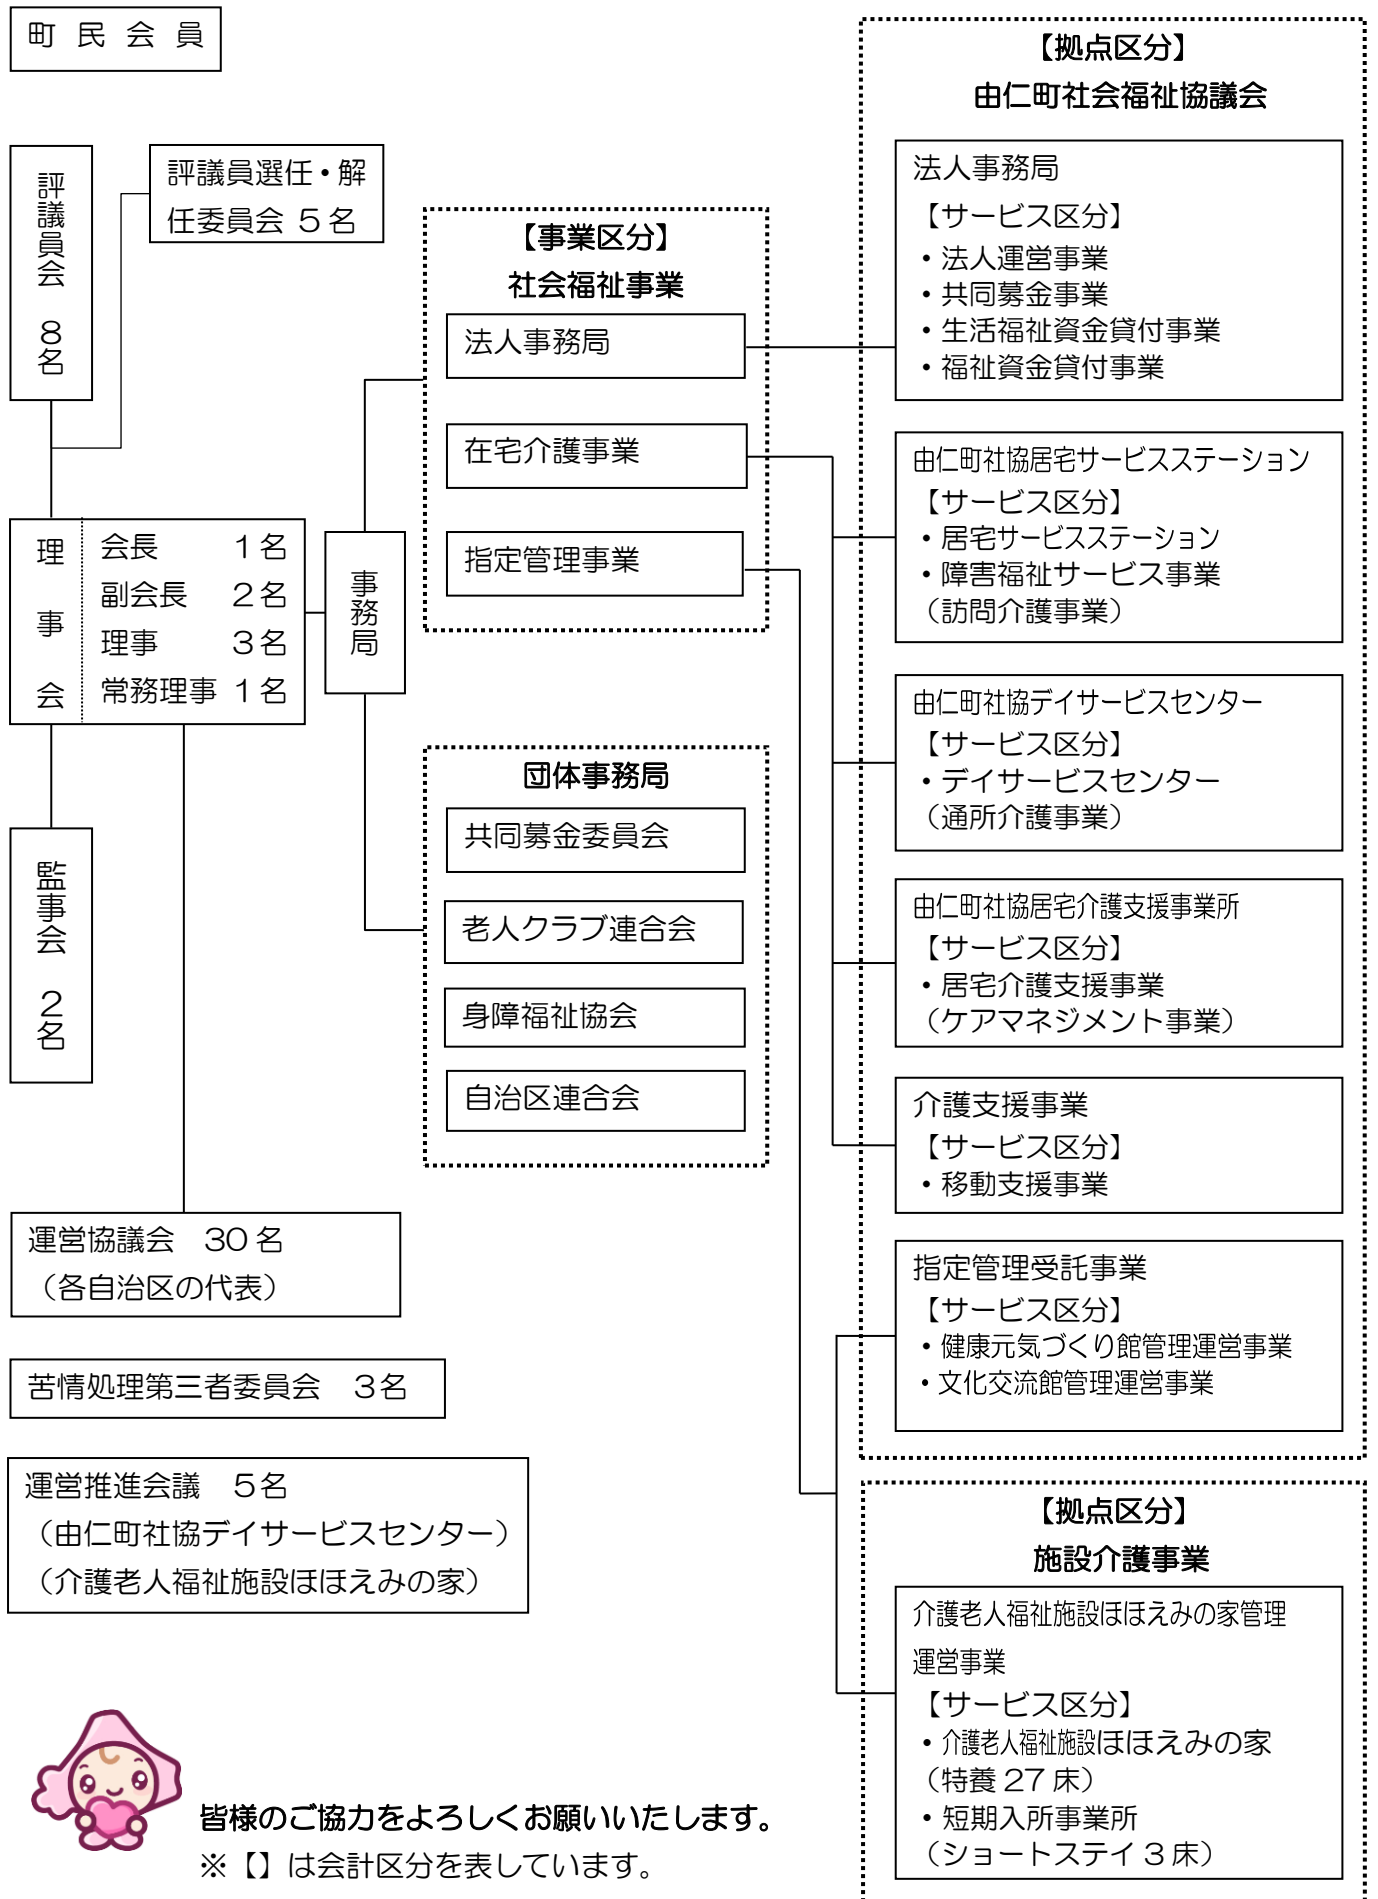 町 民 会 員
評議員会 8名
評議員選任・解
任委員会 5名
理事会
会長 1名
副会長 2名
理事 3名
常務理事 1名
監事会 2名
事務局
運営協議会 30名
（各自治区の代表）
苦情処理第三者委員会 3名
運営推進会議 5名
（由仁町社協デイサービスセンター）
（介護老人福祉施設ほほえみの家）
【事業区分】
社会福祉事業
法人事務局
在宅介護事業
指定管理事業
団体事務局
共同募金委員会
老人クラブ連合会
身障福祉協会
自治区連合会
【拠点区分】
由仁町社会福祉協議会
法人事務局
【サービス区分】
・法人運営事業
・共同募金事業
・生活福祉資金貸付事業
・福祉資金貸付事業
由仁町社協居宅サービスステーション
【サービス区分】
・居宅サービスステーション
・障害福祉サービス事業
（訪問介護事業）
由仁町社協デイサービスセンター
【サービス区分】
・デイサービスセンター
（通所介護事業）
由仁町社協居宅介護支援事業所
【サービス区分】
・居宅介護支援事業
（ケアマネジメント事業）
介護支援事業
【サービス区分】
・移動支援事業
指定管理受託事業
【サービス区分】
・健康元気づくり館管理運営事業
・文化交流館管理運営事業
【拠点区分】
施設介護事業
介護老人福祉施設ほほえみの家管理
運営事業
【サービス区分】
・介護老人福祉施設ほほえみの家
（特養27床）
・短期入所事業所
（ショートステイ3床）
皆様のご協力をよろしくお願いいたします。
※【】は会計区分を表しています。